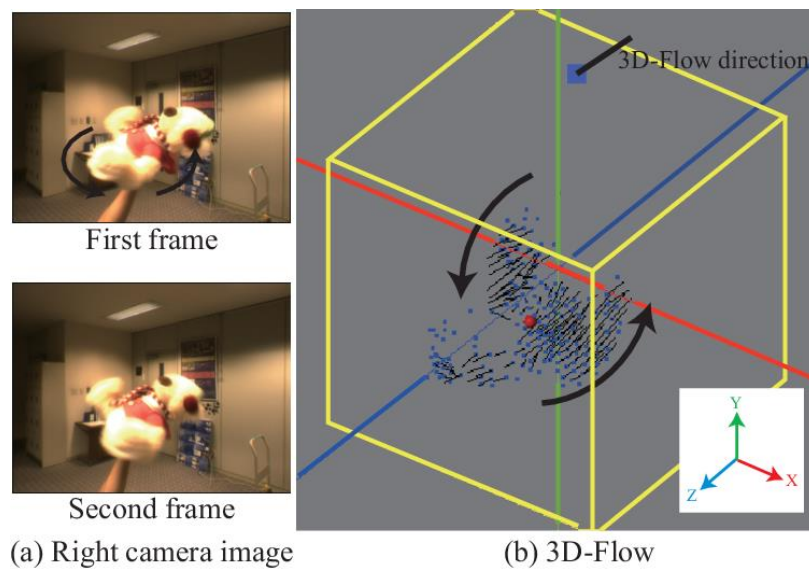 First frame
Second frame
(a) Right camera image
3D-Flow direction
Y
X
Z
(b) 3D-Flow